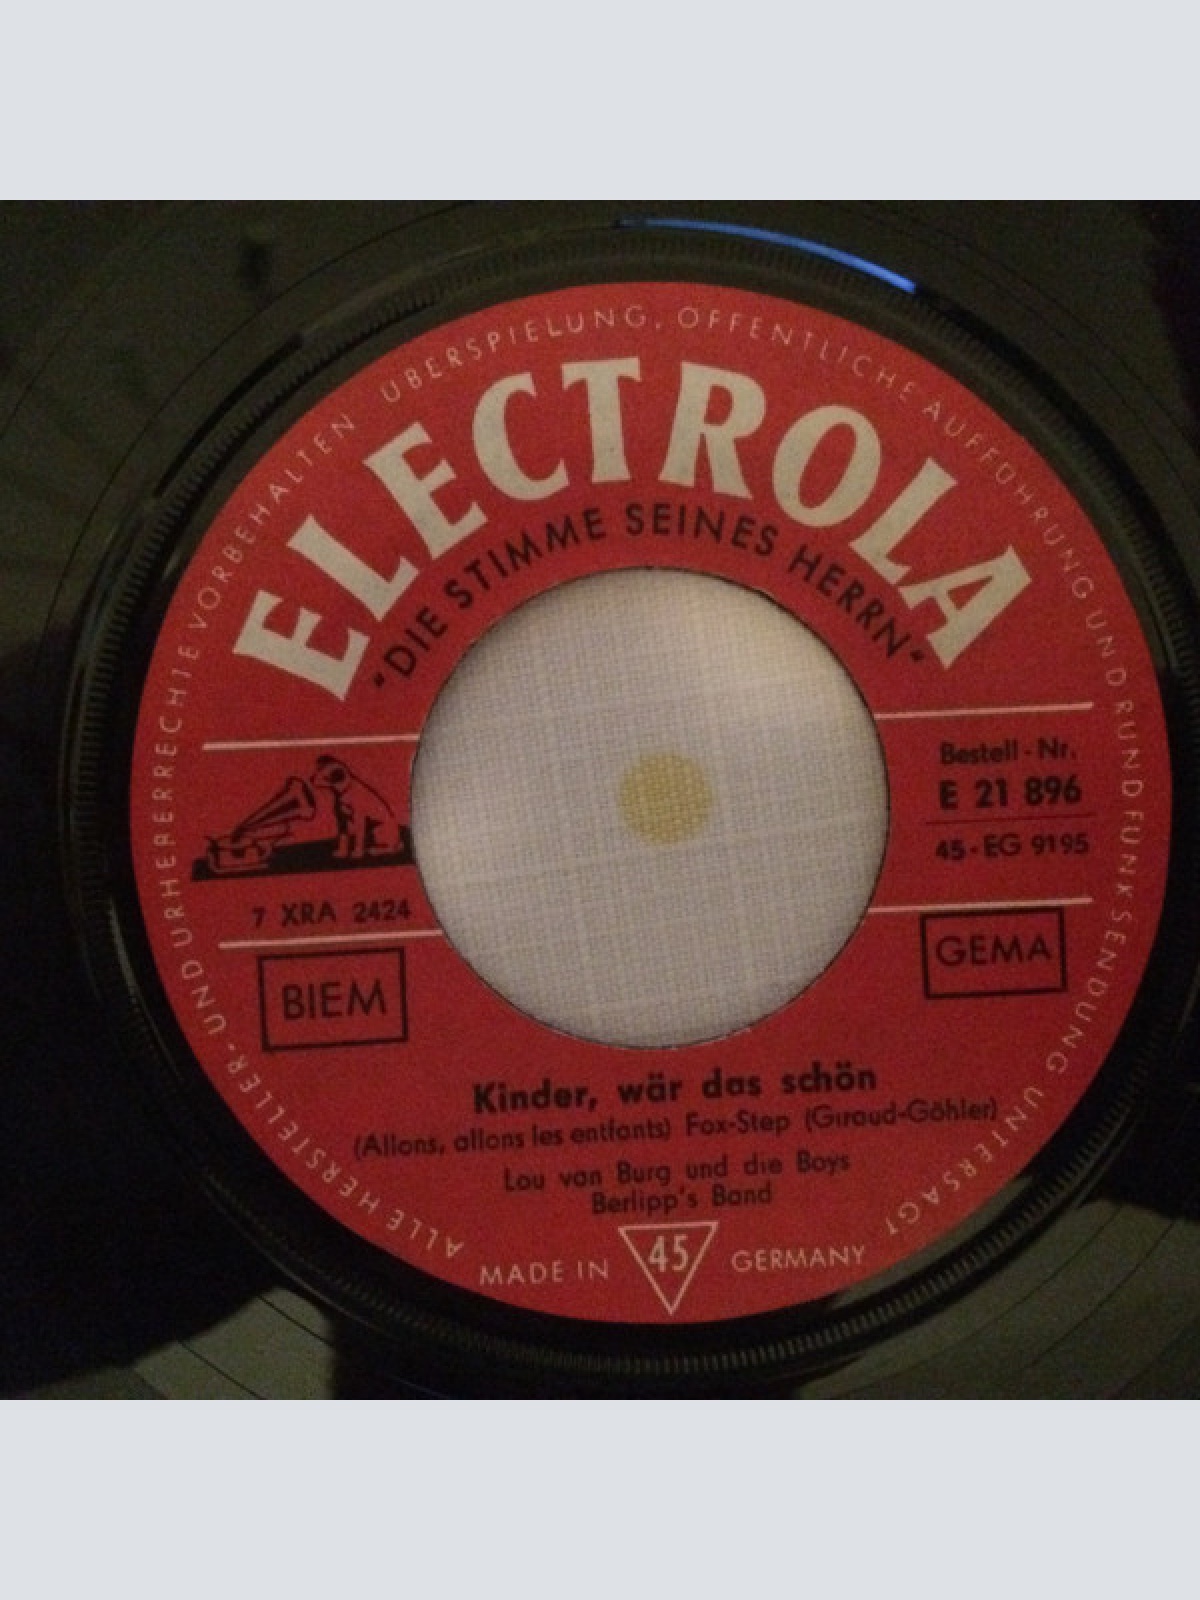 ALLE HERSTELLER- UND URHEBERRECHTE VORBEHALTEN ÜBERSPIELUNG, ÖFFENTLICHE AUFFÜHRUNG UND RUNDFUNKSENDUNG UNTERSAGT
ELECTROLA
"DIE STIMME SEINES HERRN"
Bestell-Nr.
E 21 896
45-EG 9195
7 XRA 2424
BIEM
GEMA
Kinder, wär das schön
(Allons, allons les entfants) Fox-Step (Giraud-Göhler)
Lou van Burg und die Boys
Berlipp's Band
MADE IN 45 GERMANY